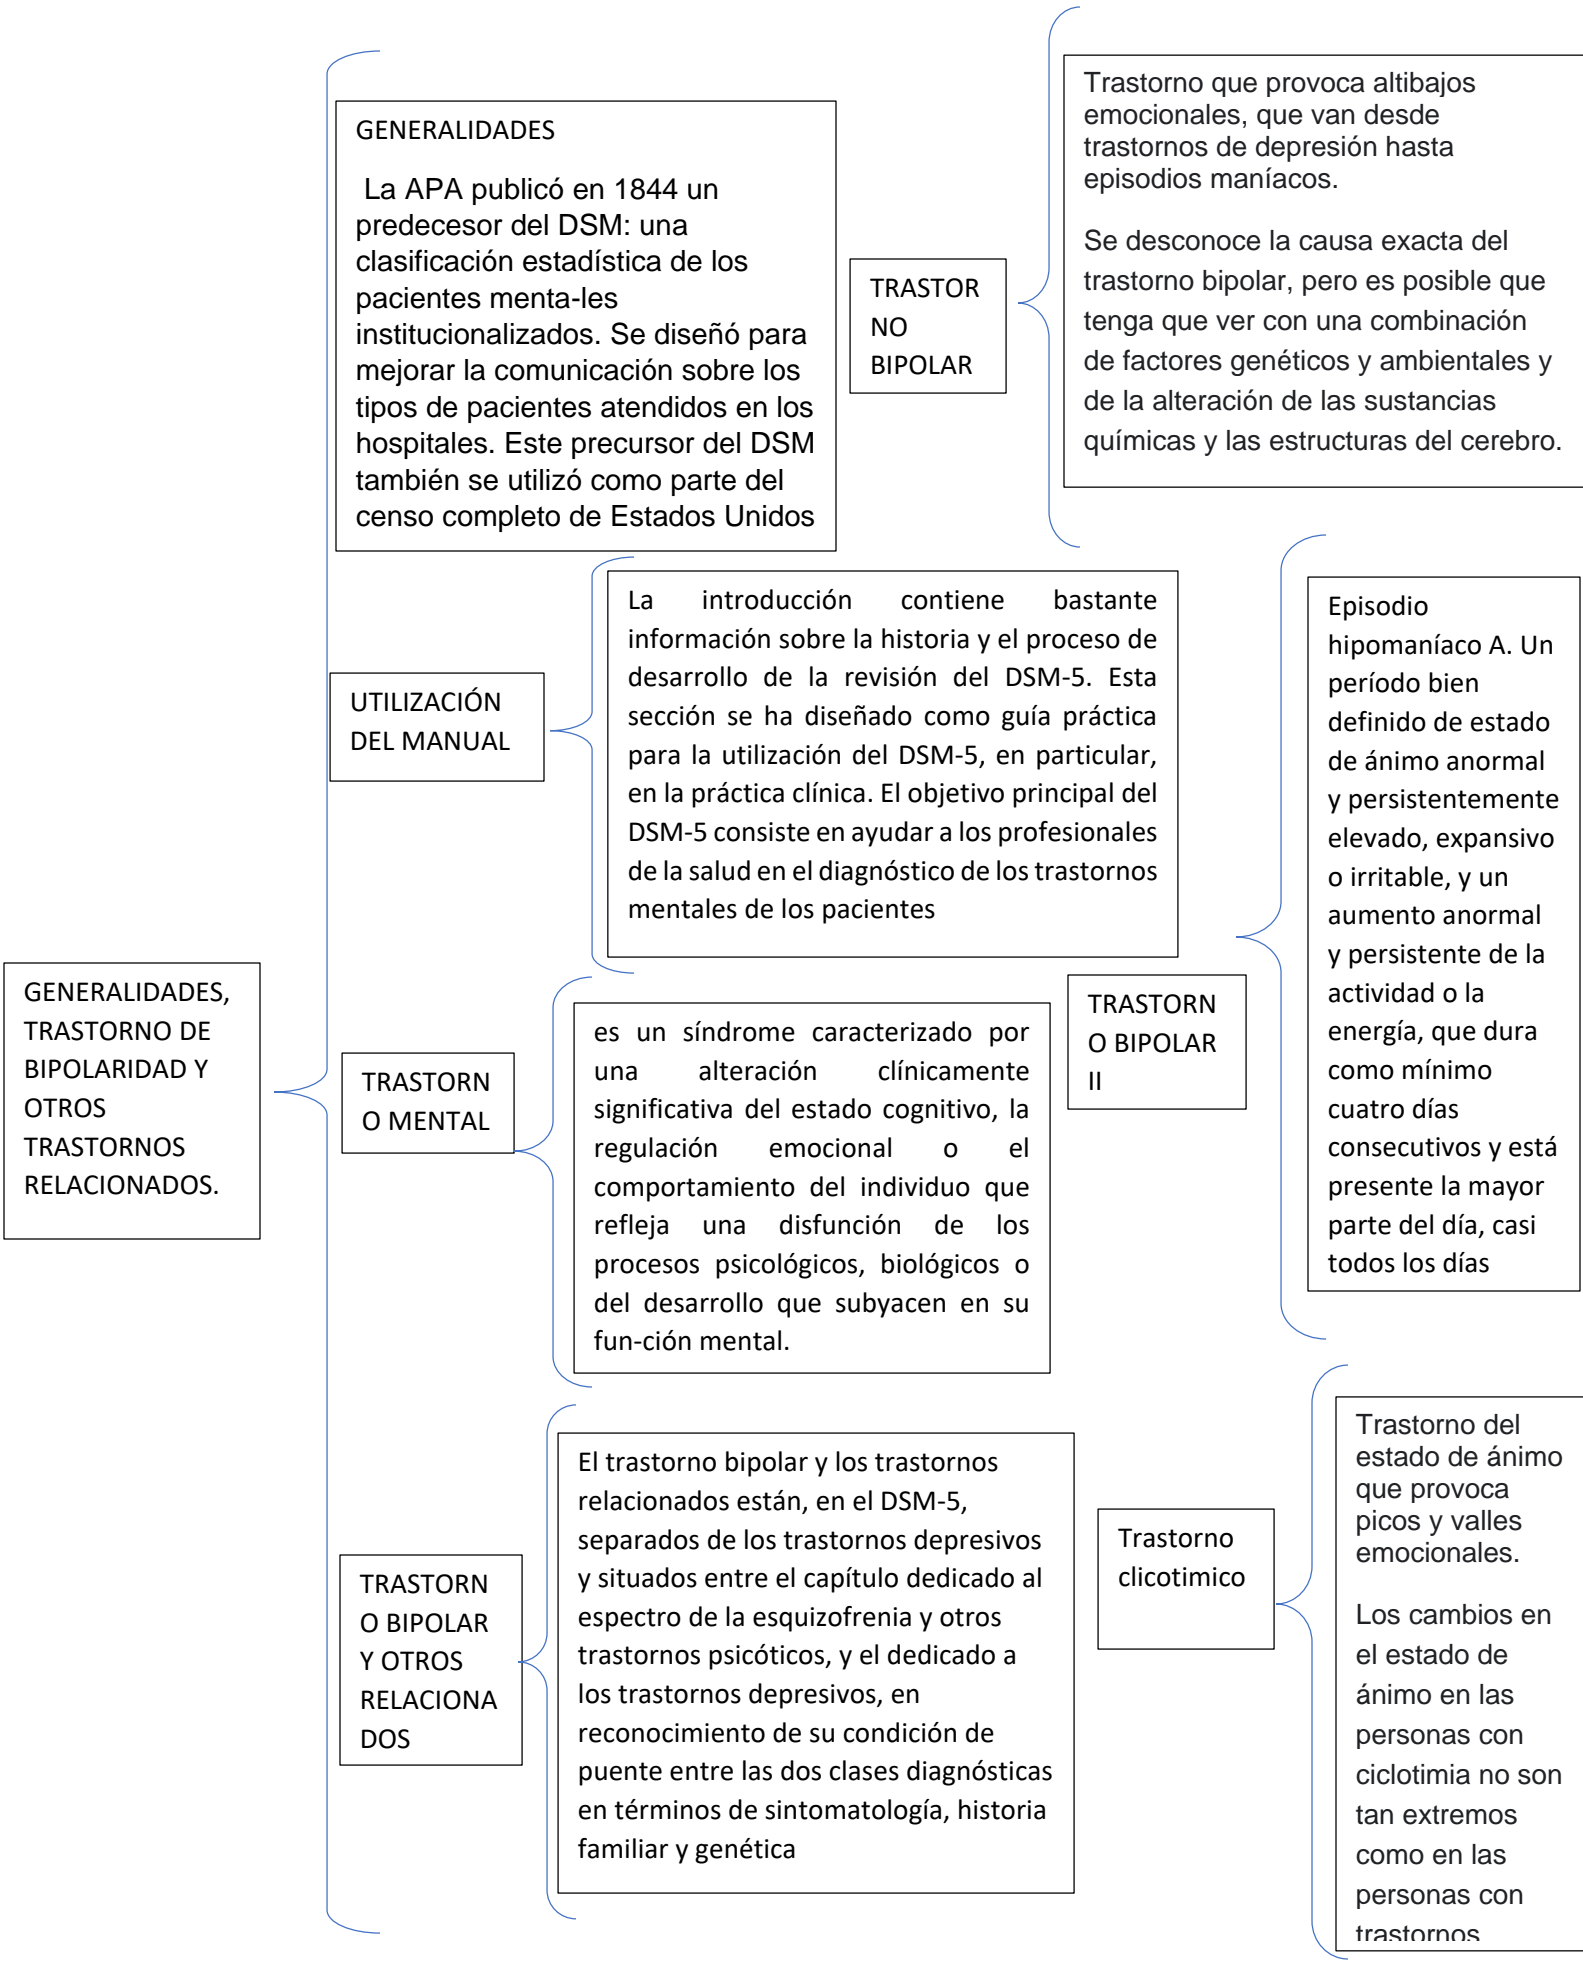 GENERALIDADES,
TRASTORNO DE
BIPOLARIDAD Y
OTROS
TRASTORNOS
RELACIONADOS.
GENERALIDADES
La APA publicó en 1844 un
predecesor del DSM: una
clasificación estadística de los
pacientes menta-les
institucionalizados. Se diseñó para
mejorar la comunicación sobre los
tipos de pacientes atendidos en los
hospitales. Este precursor del DSM
también se utilizó como parte del
censo completo de Estados Unidos
UTILIZACIÓN
DEL MANUAL
La introducción contiene bastante
información sobre la historia y el proceso de
desarrollo de la revisión del DSM-5. Esta
sección se ha diseñado como guía práctica
para la utilización del DSM-5, en particular,
en la práctica clínica. El objetivo principal del
DSM-5 consiste en ayudar a los profesionales
de la salud en el diagnóstico de los trastornos
mentales de los pacientes
TRASTORN
O MENTAL
es un síndrome caracterizado por
una alteración clínicamente
significativa del estado cognitivo, la
regulación emocional o el
comportamiento del individuo que
refleja una disfunción de los
procesos psicológicos, biológicos o
del desarrollo que subyacen en su
fun-ción mental.
TRASTORN
O BIPOLAR
Y OTROS
RELACIONA
DOS
El trastorno bipolar y los trastornos
relacionados están, en el DSM-5,
separados de los trastornos depresivos
y situados entre el capítulo dedicado al
espectro de la esquizofrenia y otros
trastornos psicóticos, y el dedicado a
los trastornos depresivos, en
reconocimiento de su condición de
puente entre las dos clases diagnósticas
en términos de sintomatología, historia
familiar y genética
TRASTOR
NO
BIPOLAR
Trastorno que provoca altibajos
emocionales, que van desde
trastornos de depresión hasta
episodios maníacos.
Se desconoce la causa exacta del
trastorno bipolar, pero es posible que
tenga que ver con una combinación
de factores genéticos y ambientales y
de la alteración de las sustancias
químicas y las estructuras del cerebro.
TRASTORN
O BIPOLAR
II
Episodio
hipomaníaco A. Un
período bien
definido de estado
de ánimo anormal
y persistentemente
elevado, expansivo
o irritable, y un
aumento anormal
y persistente de la
actividad o la
energía, que dura
como mínimo
cuatro días
consecutivos y está
presente la mayor
parte del día, casi
todos los días
Trastorno
clicotimico
Trastorno del
estado de ánimo
que provoca
picos y valles
emocionales.
Los cambios en
el estado de
ánimo en las
personas con
ciclotimia no son
tan extremos
como en las
personas con
trastornos